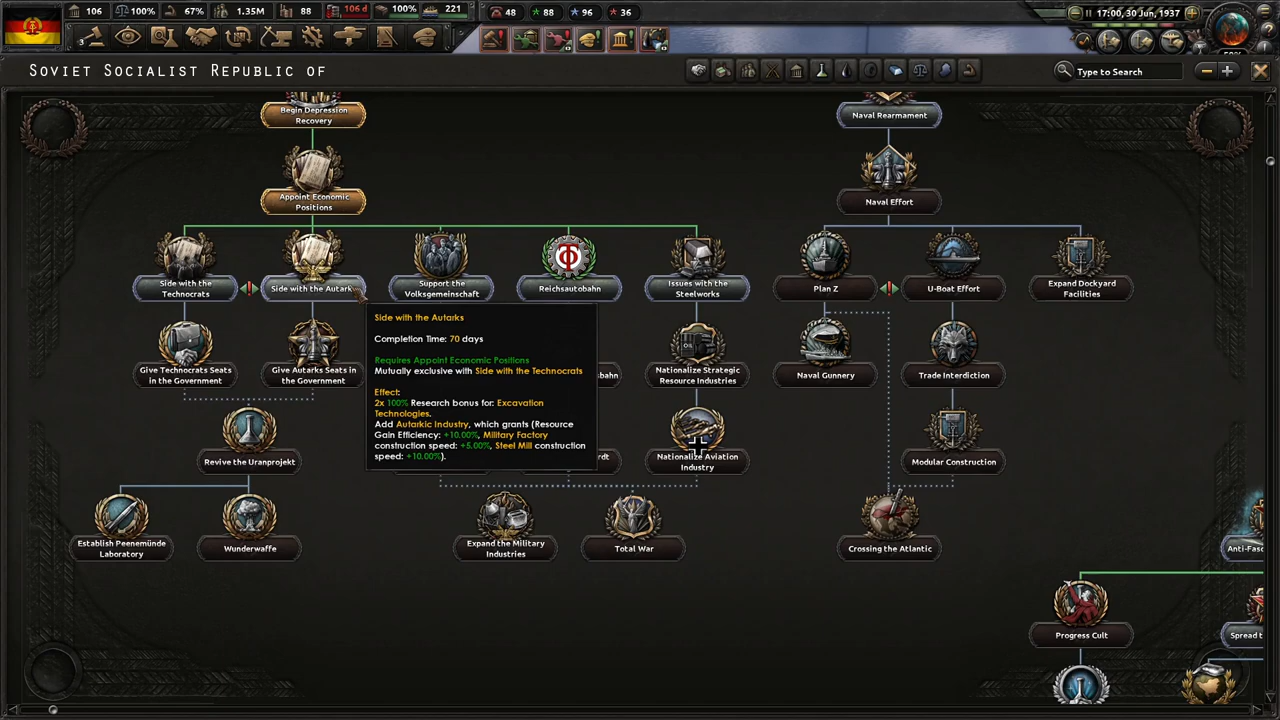 106 100% 67% 1.35M 88 106 d 100% 221 48 88 96 36 17:00, 30 Jun, 1937
3
SOVIET SOCIALIST REPUBLIC OF
Type to Search
Begin Depression
Recovery
Naval Rearmament
Appoint Economic
Positions
Naval Effort
Side with the
Technocrats
Side with the Autark
Support the
Volksgemeinschaft
Reichsautobahn
Issues with the
Steelworks
Plan Z
U-Boat Effort
Expand Dockyard
Facilities
Side with the Autarks
Completion Time: 70 days
Requires Appoint Economic Positions
Mutually exclusive with Side with the Technocrats
Effect:
2x 100% Research bonus for: Excavation
Technologies.
Add Autarkic Industry, which grants (Resource
Gain Efficiency: +10.00%, Military Factory
construction speed: +5.00%, Steel Mill construction
speed: +10.00%).
Give Technocrats Seats
in the Government
Give Autarks Seats in
the Government
bahn
Nationalize Strategic
Resource Industries
Naval Gunnery
Trade Interdiction
Revive the Uranprojekt
rdt
Nationalize Aviation
Industry
Modular Construction
Establish Peenemünde
Laboratory
Wunderwaffe
Expand the Military
Industries
Total War
Crossing the Atlantic
Anti-Fasc
Progress Cult
Spread t